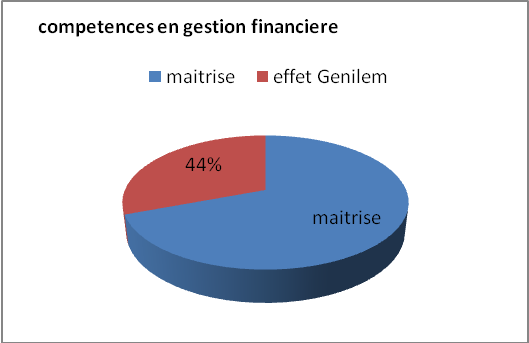 competences en gestion financiere
maitrise effet Genilem
44%
maitrise